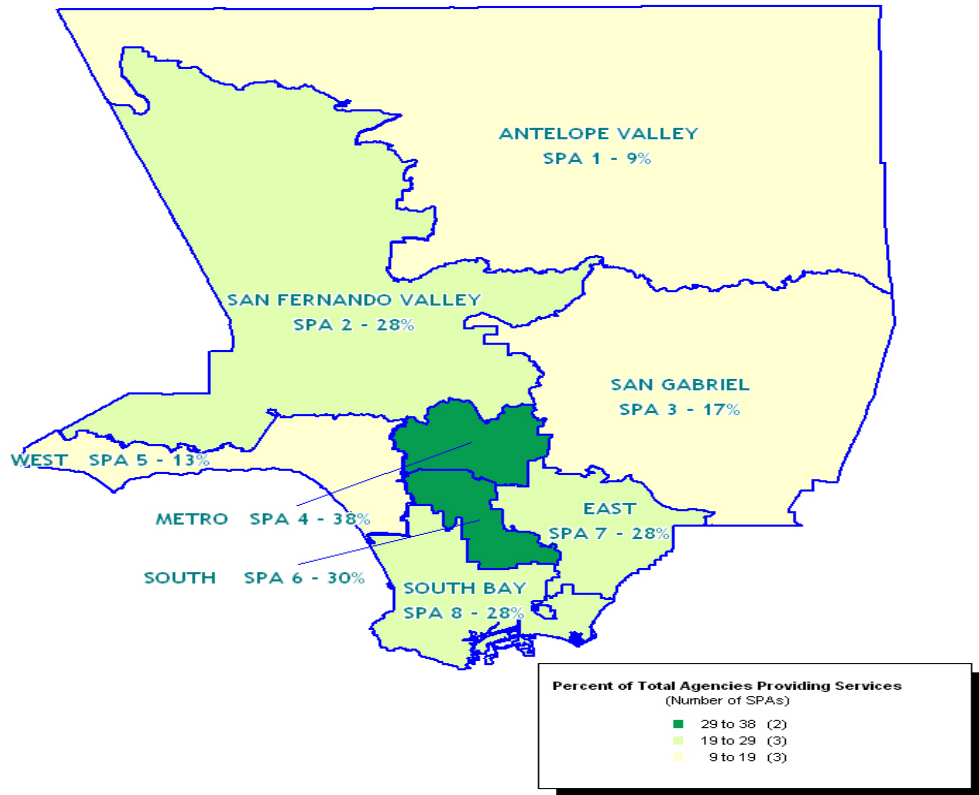 ANTELOPE VALLEY
SPA 1 - 9%
SAN FERNANDO VALLEY
SPA 2 - 28%
SAN GABRIEL
SPA 3 - 17%
WEST SPA 5 - 13%
METRO SPA 4 - 38%
EAST
SPA 7 - 28%
SOUTH SPA 6 - 30%
SOUTH BAY
SPA 8 - 28%
Percent of Total Agencies Providing Services
(Number of SPAs)
29 to 38 (2)
19 to 29 (3)
9 to 19 (3)